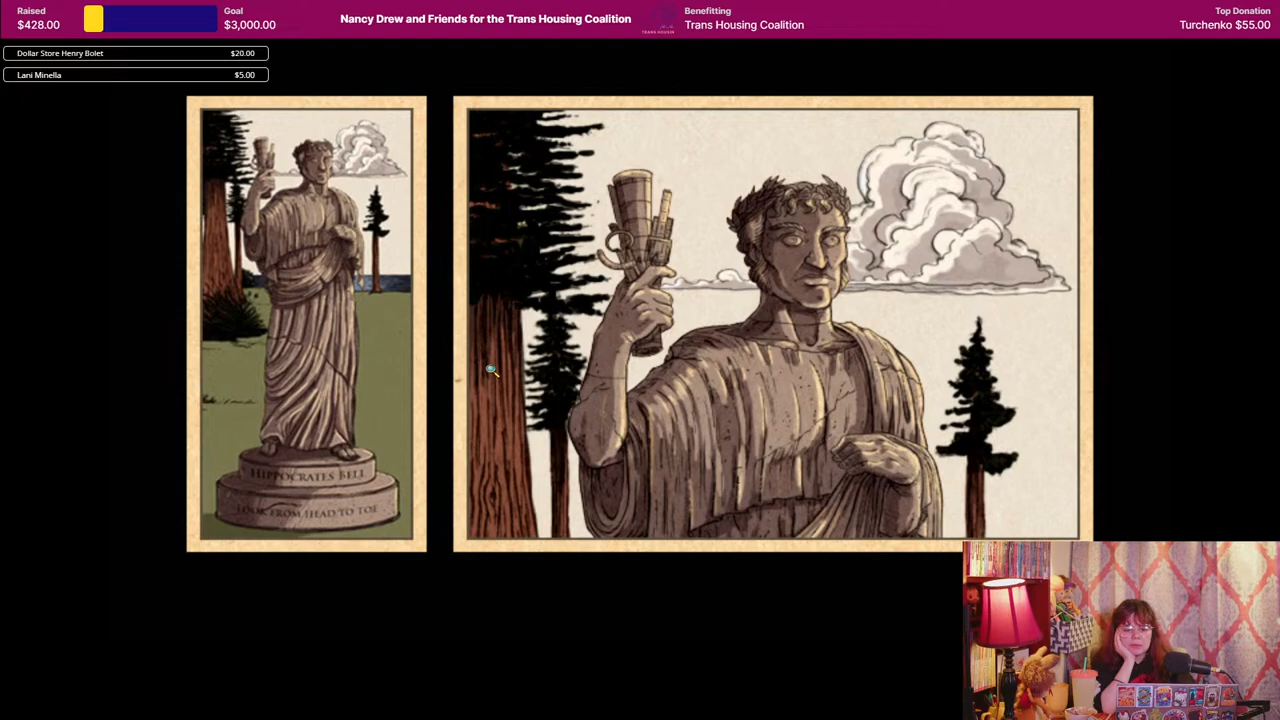 Raised
$428.00
Goal
$3,000.00
Nancy Drew and Friends for the Trans Housing Coalition
TRANS HOUSIN
Benefitting
Trans Housing Coalition
Top Donation
Turchenko $55.00
Dollar Store Henry Bolet $20.00
Lani Minella $5.00
HIPPOCRATES BELL
LOOK FROM HEAD TO TOE